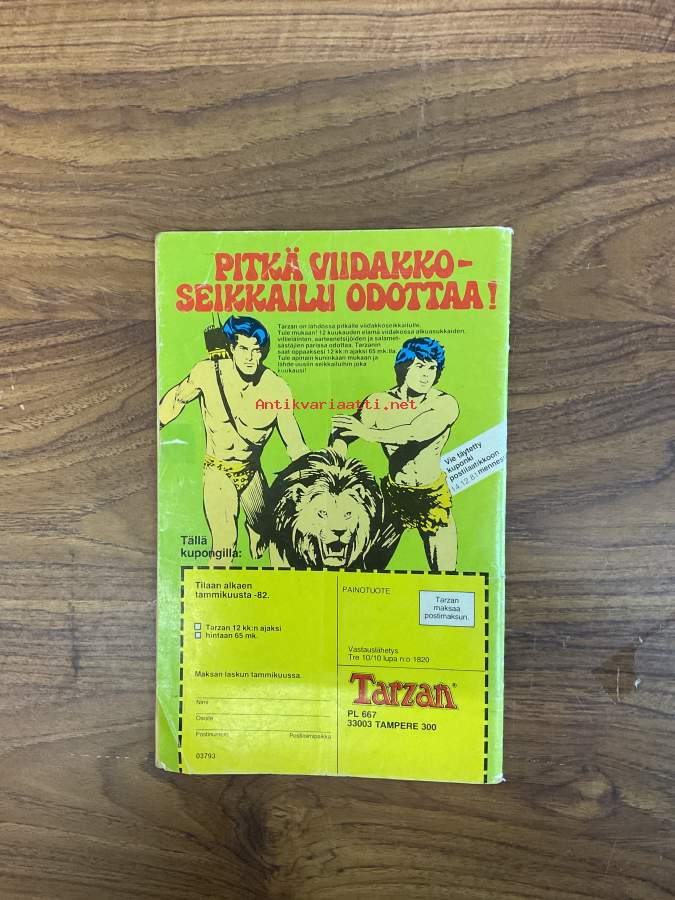 PITKÄ VIIDAKKO-
SEIKKAILU ODOTTAA!
Tarzan on lähdössä pitkälle viidakkoseikkailulle.
Tule mukaan! 12 kuukauden elämä viidakossa alkuasukkaiden,
villieläinten, aarteenetsijöiden ja salamet-
sästäjien parissa odottaa. Tarzanin
saat oppaaksesi 12 kk:n ajaksi 65 mk:lla.
Tule apinain kuninkaan mukaan ja
lähde uusiin seikkailuihin joka
kuukausi!
Antikvariaatti.net
Vie täytetty
kuponki
postilaatikkoon
14.12.81 mennessä
Tällä
kupongilla:
Tilaan alkaen
tammikuusta -82.
Tarzan 12 kk:n ajaksi
hintaan 65 mk.
Maksan laskun tammikuussa.
Nimi
Osoite
Postinumero Postitoimipaikka
03793
PAINOTUOTE
Tarzan
maksaa
postimaksun.
Vastauslähetys
Tre 10/10 lupa n:o 1820
Tarzan®
PL 667
33003 TAMPERE 300